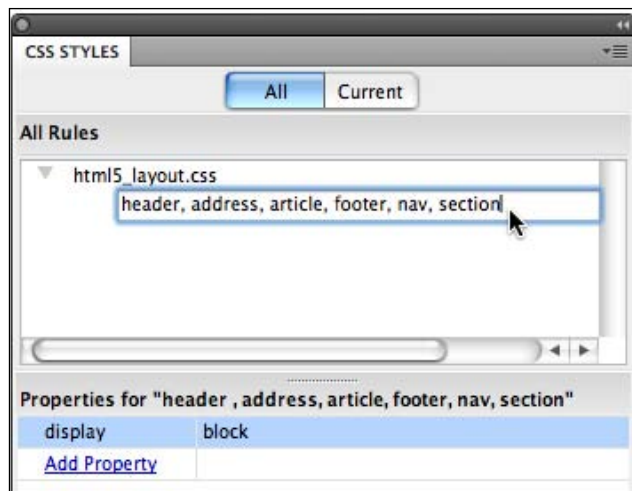 CSS STYLES
All Current
All Rules
html5_layout.css
header, address, article, footer, nav, section
Properties for "header , address, article, footer, nav, section"
display block
Add Property